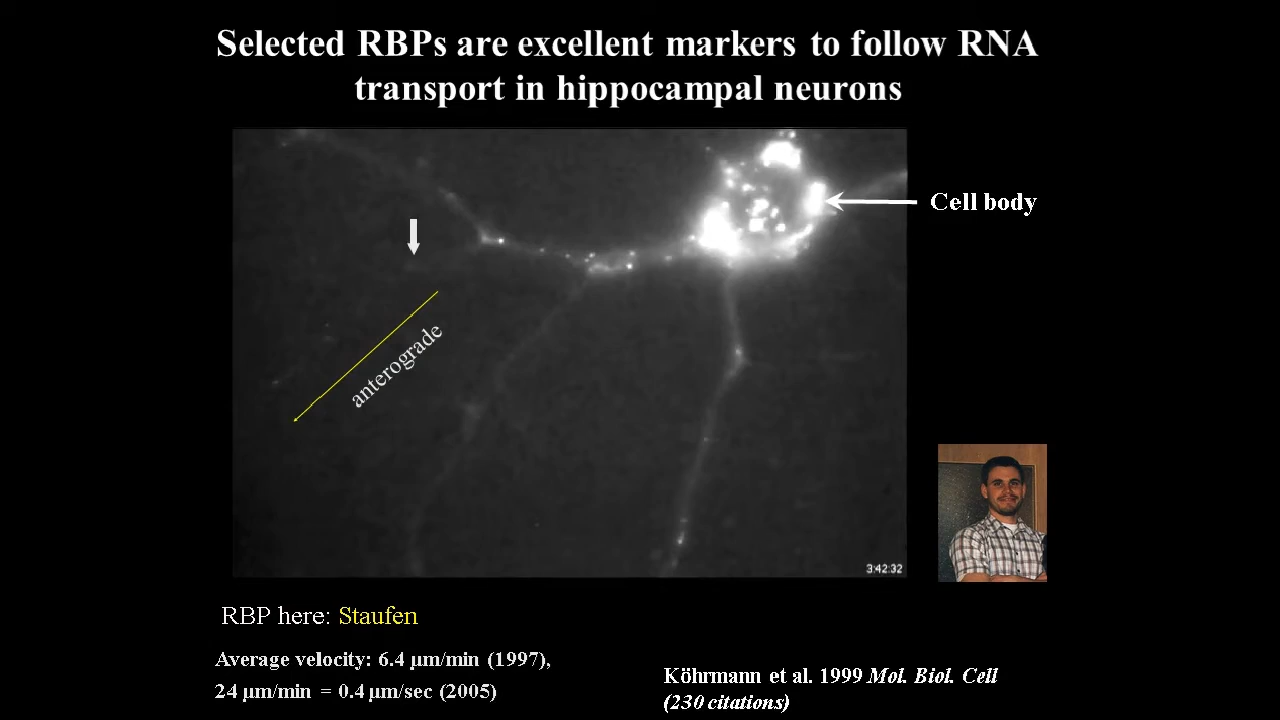 Selected RBPs are excellent markers to follow RNA
transport in hippocampal neurons
Cell body
anterograde
3:42:32
RBP here: Staufen
Average velocity: 6.4 µm/min (1997),
24 µm/min = 0.4 µm/sec (2005)
Köhrmann et al. 1999 Mol. Biol. Cell
(230 citations)